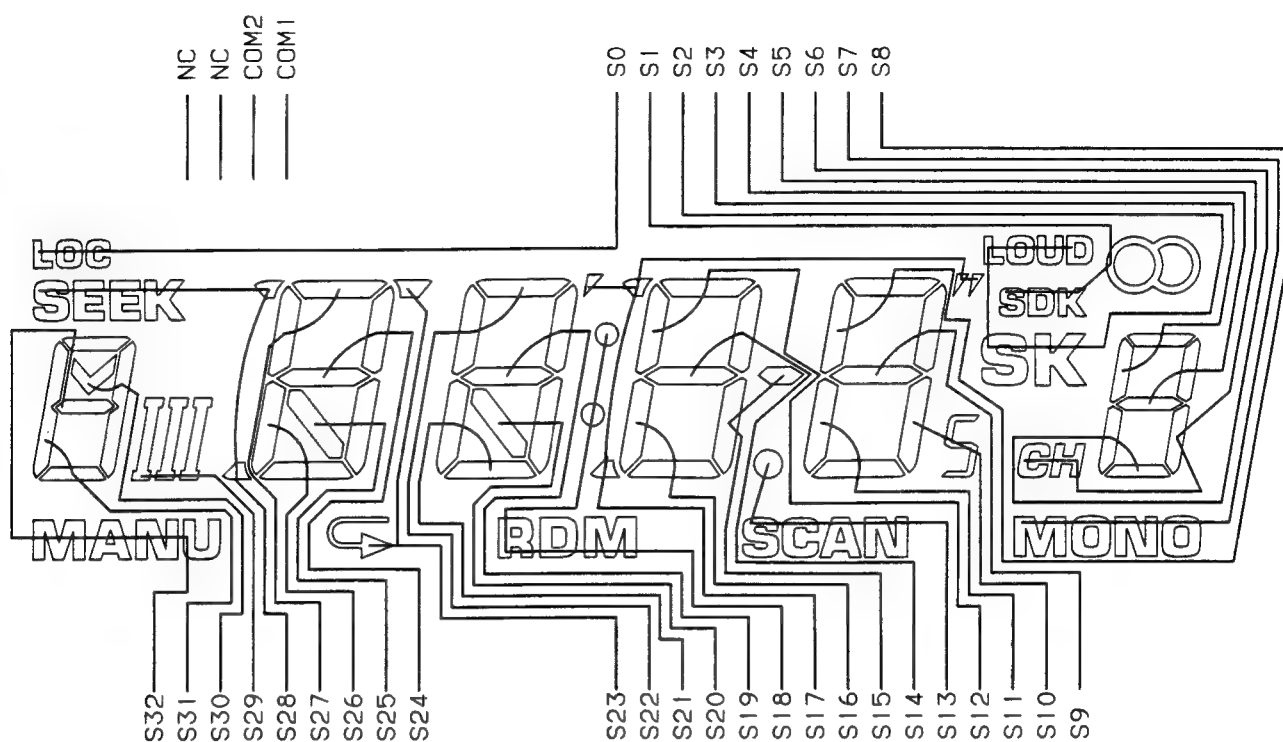 NC
NC
COM2
COM1
S0
S1
S2
S3
S4
S5
S6
S7
S8
LOC
SEEK
LOUD
SDK
SK
CH
MANU
RDM
SCAN
MONO
S32
S31
S30
S29
S28
S27
S26
S25
S24
S23
S22
S21
S20
S19
S18
S17
S16
S15
S14
S13
S12
S11
S10
S9